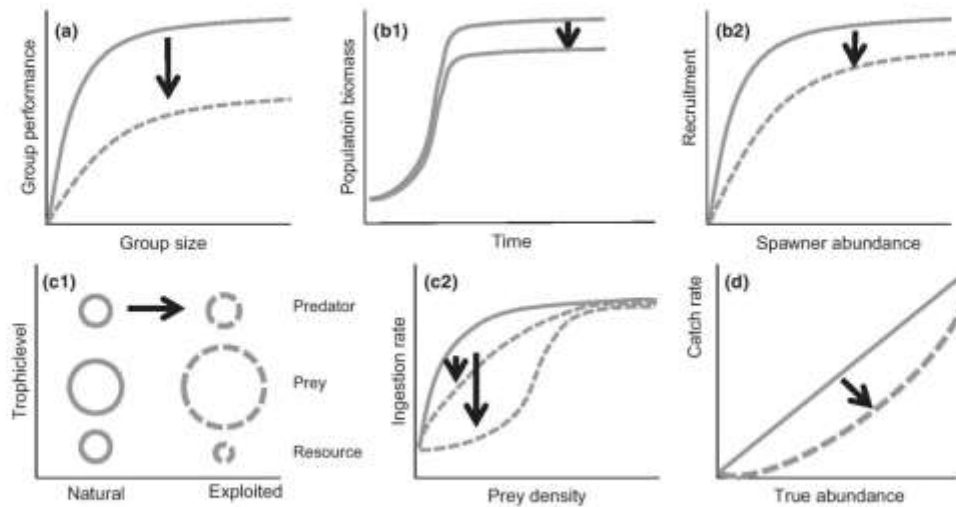 (a)
Group performance
Group size
(b1)
Populatoin biomass
Time
(b2)
Recruitment
Spawner abundance
(c1)
Trophiclevel
Predator
Prey
Resource
Natural
Exploited
(c2)
Ingestion rate
Prey density
(d)
Catch rate
True abundance